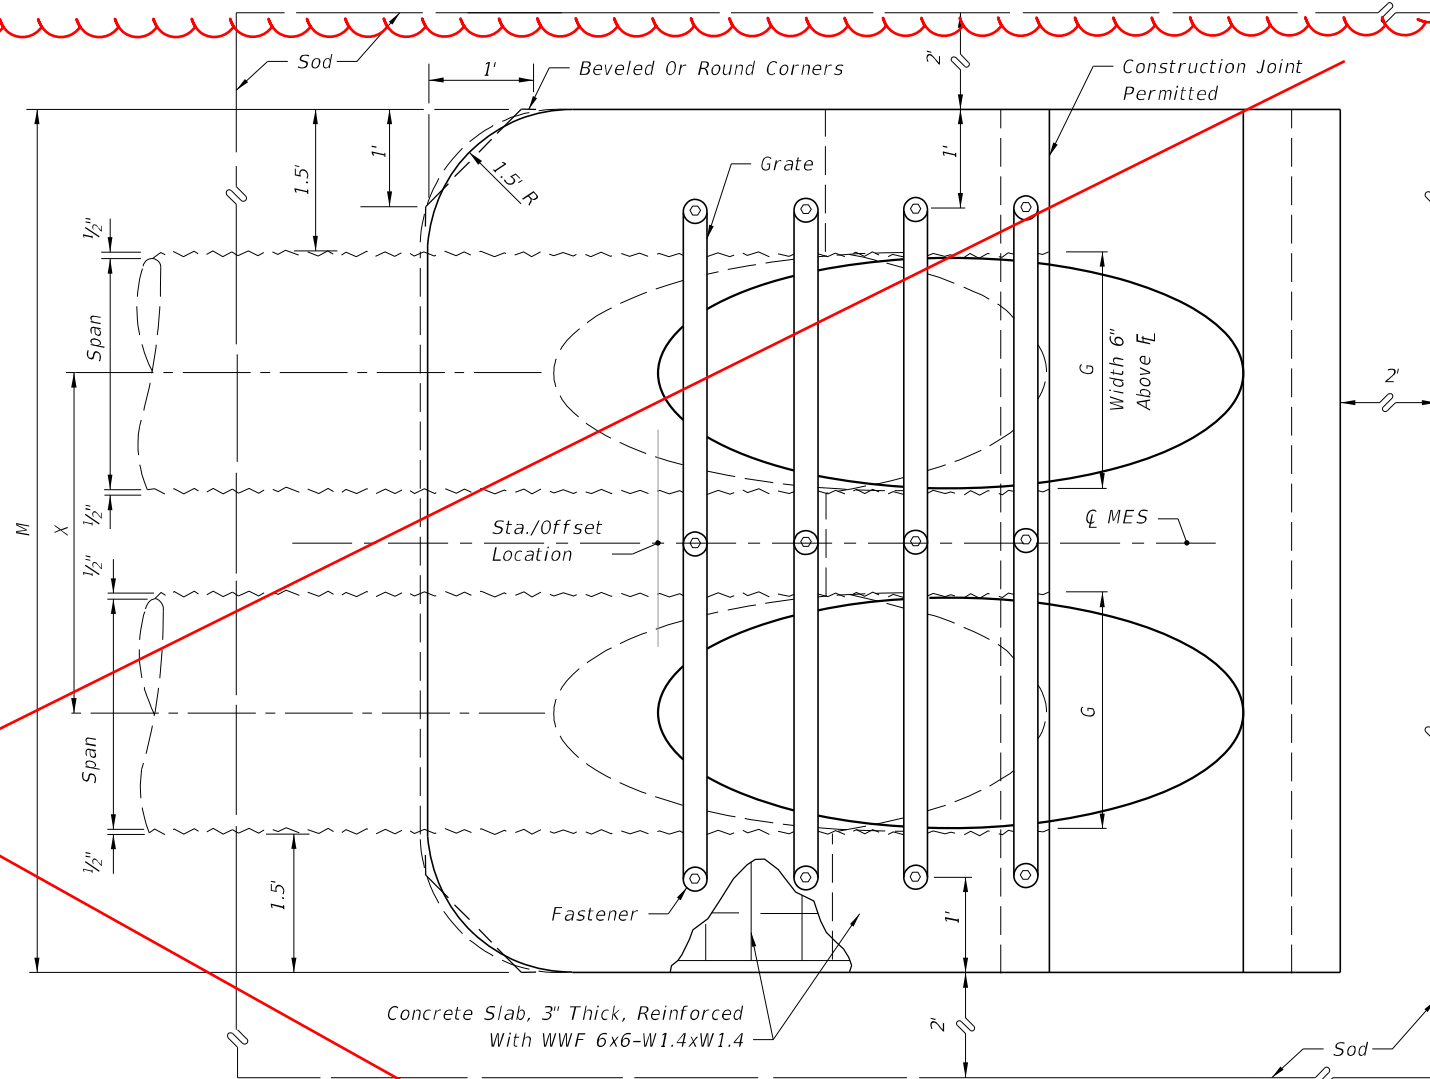 2'
Sod
1'
Beveled Or Round Corners
Construction Joint
Permitted
1.5'
1'
1.5' R
Grate
1'
½"
Span
G
Width 6"
Above FL
2'
M
X
½"
Sta./Offset
Location
CL MES
½"
Span
G
½"
1.5'
Fastener
1'
Concrete Slab, 3" Thick, Reinforced
With WWF 6x6-W1.4xW1.4
2'
Sod